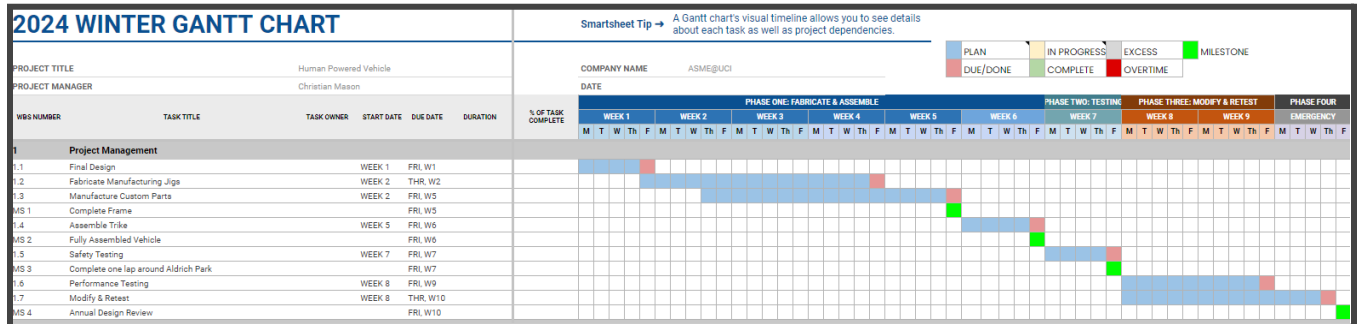 2024 WINTER GANTT CHART
Smartsheet Tip → A Gantt chart's visual timeline allows you to see details
about each task as well as project dependencies.
PLAN IN PROGRESS EXCESS MILESTONE
DUE/DONE COMPLETE OVERTIME
PROJECT TITLE Human Powered Vehicle COMPANY NAME ASME@UCI
PROJECT MANAGER Christian Mason DATE
PHASE ONE: FABRICATE & ASSEMBLE PHASE TWO: TESTING PHASE THREE: MODIFY & RETEST PHASE FOUR
WBS NUMBER TASK TITLE TASK OWNER START DATE DUE DATE DURATION % OF TASK COMPLETE WEEK 1 WEEK 2 WEEK 3 WEEK 4 WEEK 5 WEEK 6 WEEK 7 WEEK 8 WEEK 9 EMERGENCY
M T W Th F M T W Th F M T W Th F M T W Th F M T W Th F M T W Th F M T W Th F M T W Th F M T W Th F M T W Th F
1 Project Management
1.1 Final Design WEEK 1 FRI, W1
1.2 Fabricate Manufacturing Jigs WEEK 2 THR, W2
1.3 Manufacture Custom Parts WEEK 2 FRI, W5
MS 1 Complete Frame FRI, W5
1.4 Assemble Trike WEEK 5 FRI, W6
MS 2 Fully Assembled Vehicle FRI, W6
1.5 Safety Testing WEEK 7 FRI, W7
MS 3 Complete one lap around Aldrich Park FRI, W7
1.6 Performance Testing WEEK 8 FRI, W9
1.7 Modify & Retest WEEK 8 THR, W10
MS 4 Annual Design Review FRI, W10